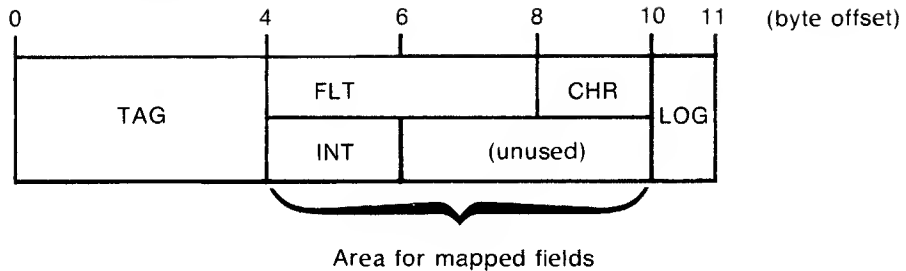 0 4 6 8 10 11 (byte offset)
FLT CHR
TAG LOG
INT (unused)
Area for mapped fields